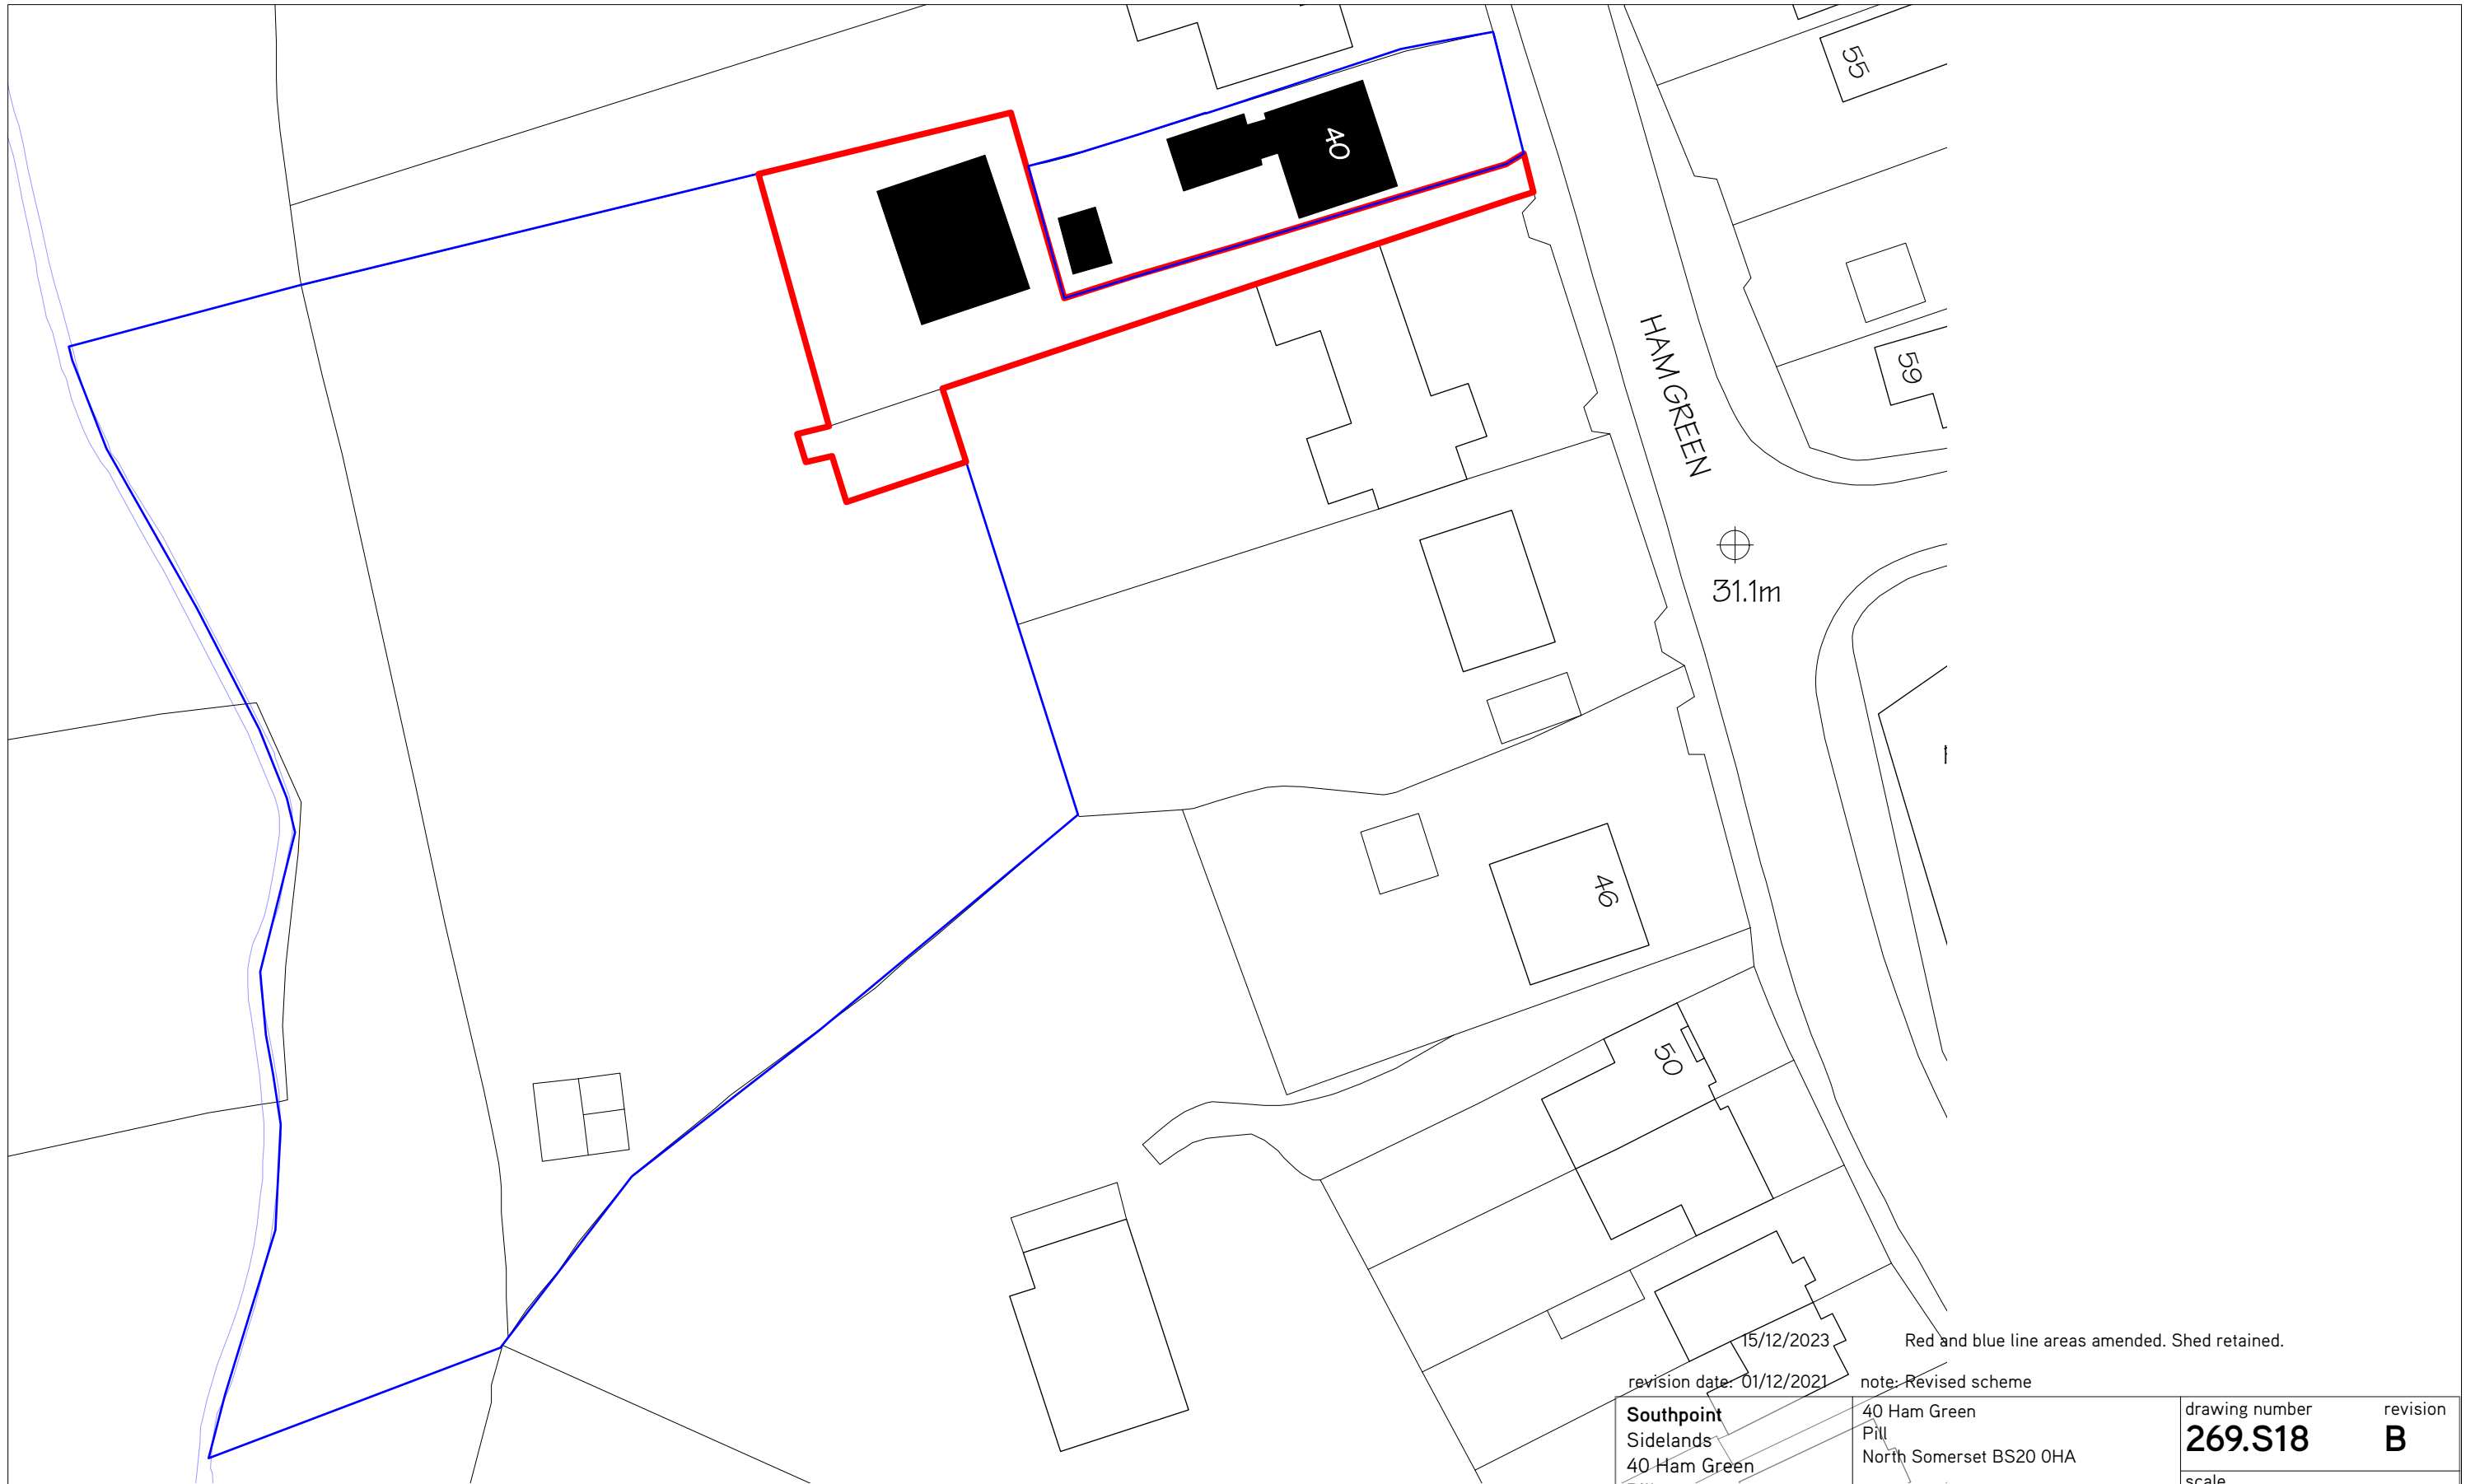 55
40
59
HAM GREEN
31.1m
46
50
15/12/2023 Red and blue line areas amended. Shed retained.
revision date: 01/12/2021 note: Revised scheme
Southpoint
Sidelands
40 Ham Green
40 Ham Green
Pill
North Somerset BS20 0HA
drawing number
269.S18
revision
B
scale